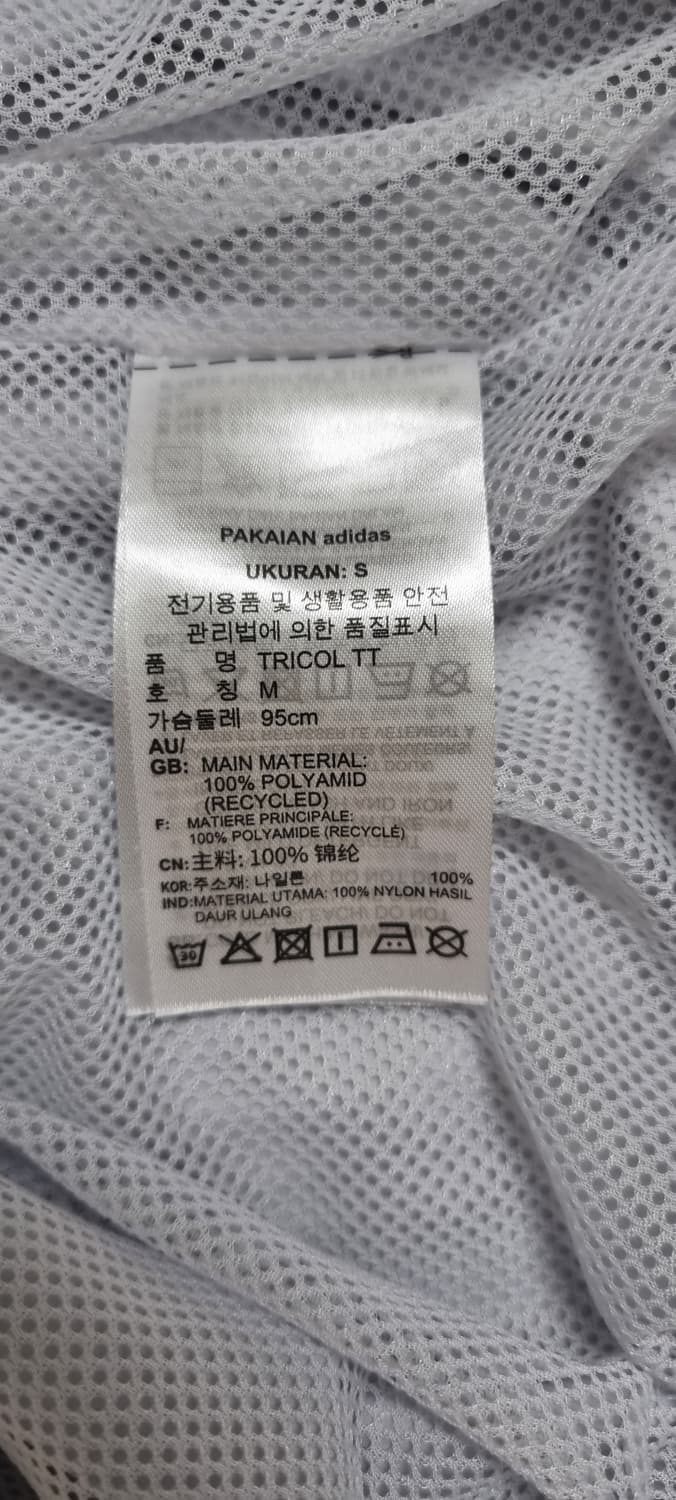 PAKAIAN adidas
UKURAN: S
전기용품 및 생활용품 안전
관리법에 의한 품질표시
품 명 TRICOL TT
호 칭 M
가슴둘레 95cm
AU/
GB: MAIN MATERIAL:
100% POLYAMID
(RECYCLED)
F: MATIERE PRINCIPALE:
100% POLYAMIDE (RECYCLÉ)
CN: 主料: 100% 锦纶
KOR: 주소재: 나일론 100%
IND: MATERIAL UTAMA: 100% NYLON HASIL
DAUR ULANG
30